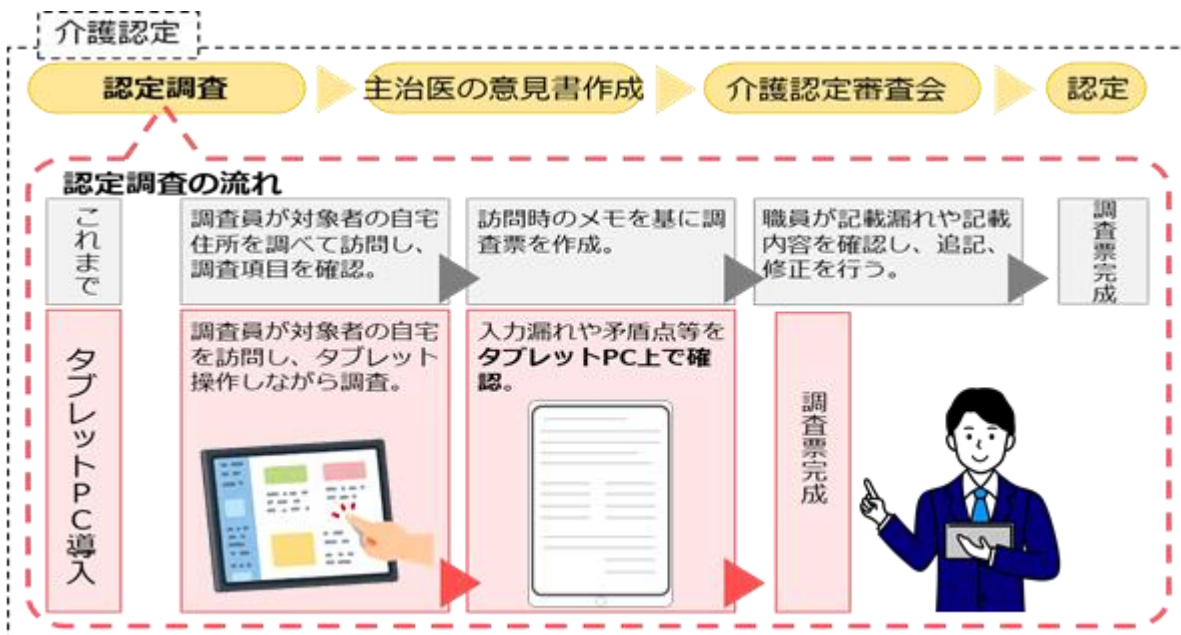 介護認定
認定調査
主治医の意見書作成
介護認定審査会
認定
認定調査の流れ
これまで
調査員が対象者の自宅
住所を調べて訪問し、
調査項目を確認。
訪問時のメモを基に調
査票を作成。
職員が記載漏れや記載
内容を確認し、追記、
修正を行う。
調査票完成
タブレットPC導入
調査員が対象者の自宅
を訪問し、タブレット
操作しながら調査。
入力漏れや矛盾点等を
タブレットPC上で確
認。
調査票完成